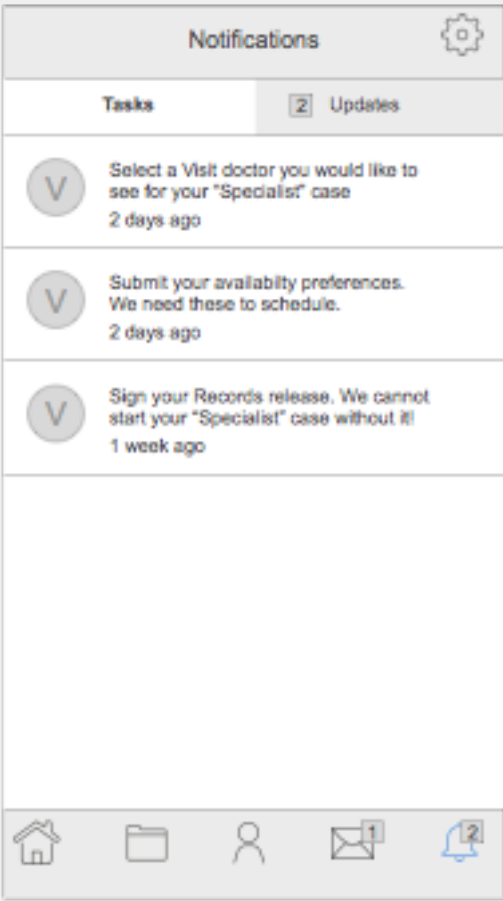 Notifications
Tasks
2 Updates
V
Select a Visit doctor you would like to
see for your "Specialist" case
2 days ago
V
Submit your availabilty preferences.
We need these to schedule.
2 days ago
V
Sign your Records release. We cannot
start your "Specialist" case without it!
1 week ago
1
2